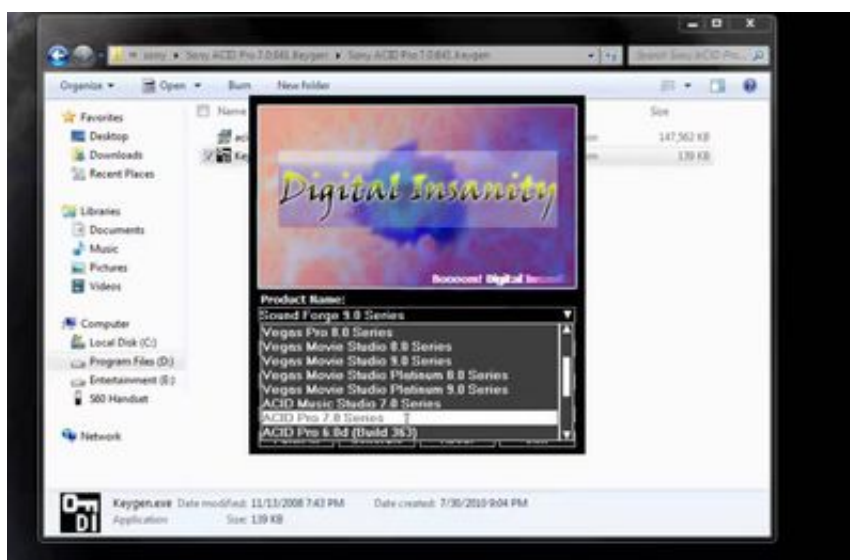 sony ▸ Sony ACID Pro 7.0.641.Keygen ▸ Sony ACID Pro 7.0.641.Keygen
Organize Open Burn New folder
Name Size
Favorites
147,562 KB
Desktop
139 KB
Downloads
Recent Places
Digital Insanity
Libraries
Documents
Music
Pictures
Videos
Booooom! Digital
Product Name:
Sound Forge 9.0 Series
Computer
Vegas Pro 8.0 Series
Local Disk (C:)
Vegas Movie Studio 8.0 Series
Program Files (D:)
Vegas Movie Studio 9.0 Series
Entertainment (E:)
Vegas Movie Studio Platinum 8.0 Series
S60 Handset
Vegas Movie Studio Platinum 9.0 Series
ACID Music Studio 7.0 Series
ACID Pro 7.0 Series
Network
ACID Pro 6.0d (Build 363)
Keygen.exe Date modified: 11/13/2008 7:43 PM Date created: 7/30/2010 9:04 PM
Application Size: 139 KB
DI